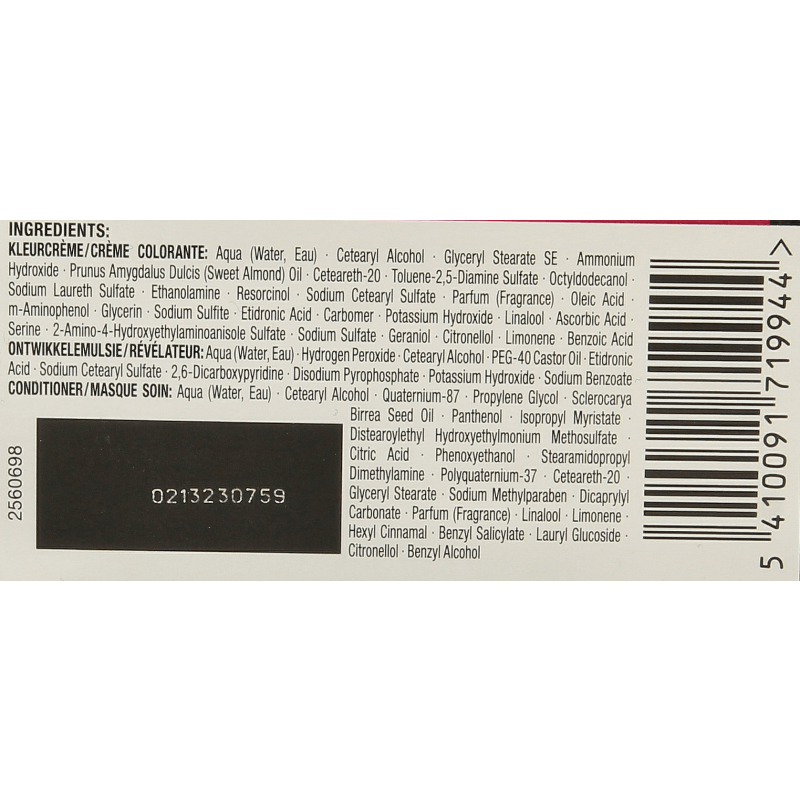 INGREDIENTS:
KLEURCRÈME/CRÈME COLORANTE: Aqua (Water, Eau) · Cetearyl Alcohol · Glyceryl Stearate SE · Ammonium
Hydroxide · Prunus Amygdalus Dulcis (Sweet Almond) Oil · Ceteareth-20 · Toluene-2,5-Diamine Sulfate · Octyldodecanol ·
Sodium Laureth Sulfate · Ethanolamine · Resorcinol · Sodium Cetearyl Sulfate · Parfum (Fragrance) · Oleic Acid ·
m-Aminophenol · Glycerin · Sodium Sulfite · Etidronic Acid · Carbomer · Potassium Hydroxide · Linalool · Ascorbic Acid ·
Serine · 2-Amino-4-Hydroxyethylaminoanisole Sulfate · Sodium Sulfate · Geraniol · Citronellol · Limonene · Benzoic Acid
ONTWIKKELEMULSIE/RÉVÉLATEUR: Aqua (Water, Eau) · Hydrogen Peroxide · Cetearyl Alcohol · PEG-40 Castor Oil · Etidronic
Acid · Sodium Cetearyl Sulfate · 2,6-Dicarboxypyridine · Disodium Pyrophosphate · Potassium Hydroxide · Sodium Benzoate
CONDITIONER/MASQUE SOIN: Aqua (Water, Eau) · Cetearyl Alcohol · Quaternium-87 · Propylene Glycol · Sclerocarya
Birrea Seed Oil · Panthenol · Isopropyl Myristate ·
Distearoylethyl Hydroxyethylmonium Methosulfate ·
Citric Acid · Phenoxyethanol · Stearamidopropyl
Dimethylamine · Polyquaternium-37 · Ceteareth-20 ·
Glyceryl Stearate · Sodium Methylparaben · Dicaprylyl
Carbonate · Parfum (Fragrance) · Linalool · Limonene ·
Hexyl Cinnamal · Benzyl Salicylate · Lauryl Glucoside ·
Citronellol · Benzyl Alcohol
2560698
0213230759
5 410091 719944 >